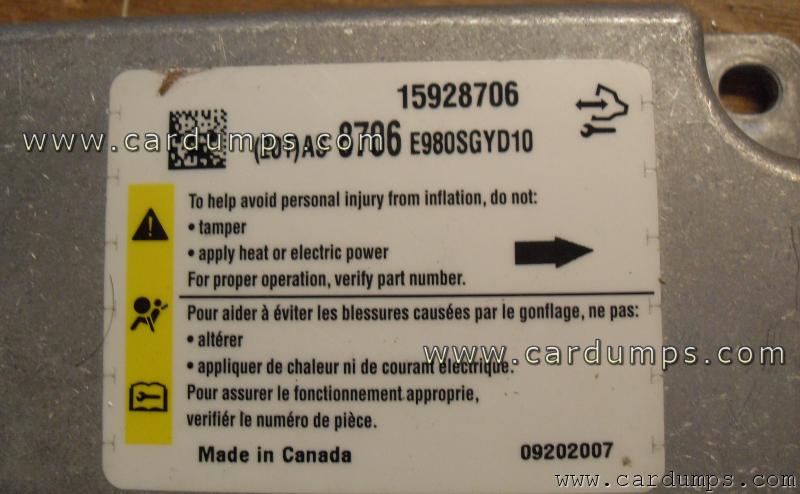 15928706
www.cardumps.com
8706 E980SGYD10
To help avoid personal injury from inflation, do not:
• tamper
• apply heat or electric power
For proper operation, verify part number.
www.cardumps.com
Pour aider à éviter les blessures causées par le gonflage, ne pas:
• altérer
• appliquer de chaleur ni de courant électrique.
www.cardumps.com
Pour assurer le fonctionnement approprie,
verifiér le numéro de pièce.
Made in Canada 09202007
www.cardumps.com